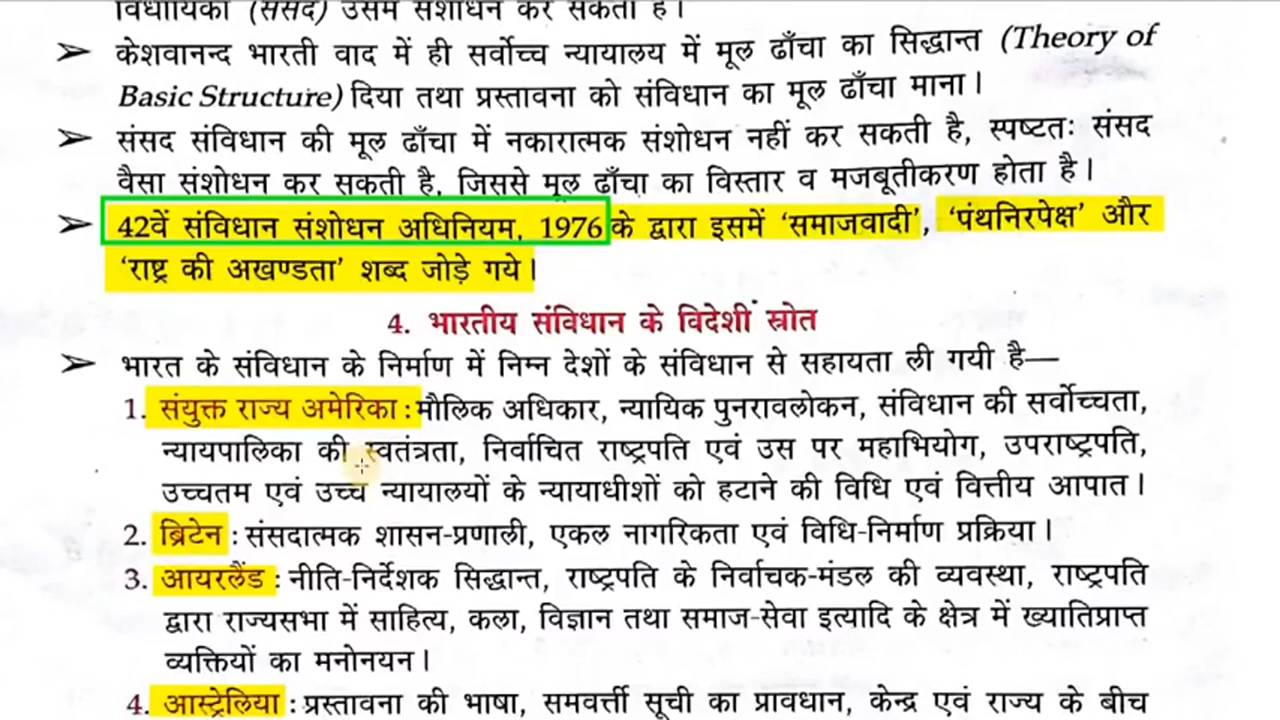 विधायिका (संसद) उसमें संशोधन कर सकती है।
➢ केशवानन्द भारती वाद में ही सर्वोच्च न्यायालय में मूल ढाँचा का सिद्धान्त (Theory of
Basic Structure) दिया तथा प्रस्तावना को संविधान का मूल ढाँचा माना।
➢ संसद संविधान की मूल ढाँचा में नकारात्मक संशोधन नहीं कर सकती है, स्पष्टतः संसद
वैसा संशोधन कर सकती है, जिससे मूल ढाँचा का विस्तार व मजबूतीकरण होता है।
➢ 42वें संविधान संशोधन अधिनियम, 1976 के द्वारा इसमें ‘समाजवादी’, ‘पंथनिरपेक्ष’ और
‘राष्ट्र की अखण्डता’ शब्द जोड़े गये।
4. भारतीय संविधान के विदेशी स्रोत
➢ भारत के संविधान के निर्माण में निम्न देशों के संविधान से सहायता ली गयी है—
1. संयुक्त राज्य अमेरिका : मौलिक अधिकार, न्यायिक पुनरावलोकन, संविधान की सर्वोच्चता,
न्यायपालिका की स्वतंत्रता, निर्वाचित राष्ट्रपति एवं उस पर महाभियोग, उपराष्ट्रपति,
उच्चतम एवं उच्च न्यायालयों के न्यायाधीशों को हटाने की विधि एवं वित्तीय आपात।
2. ब्रिटेन : संसदात्मक शासन-प्रणाली, एकल नागरिकता एवं विधि-निर्माण प्रक्रिया।
3. आयरलैंड : नीति-निर्देशक सिद्धान्त, राष्ट्रपति के निर्वाचक-मंडल की व्यवस्था, राष्ट्रपति
द्वारा राज्यसभा में साहित्य, कला, विज्ञान तथा समाज-सेवा इत्यादि के क्षेत्र में ख्यातिप्राप्त
व्यक्तियों का मनोनयन।
4. आस्ट्रेलिया : प्रस्तावना की भाषा, समवर्त्ती सूची का प्रावधान, केन्द्र एवं राज्य के बीच